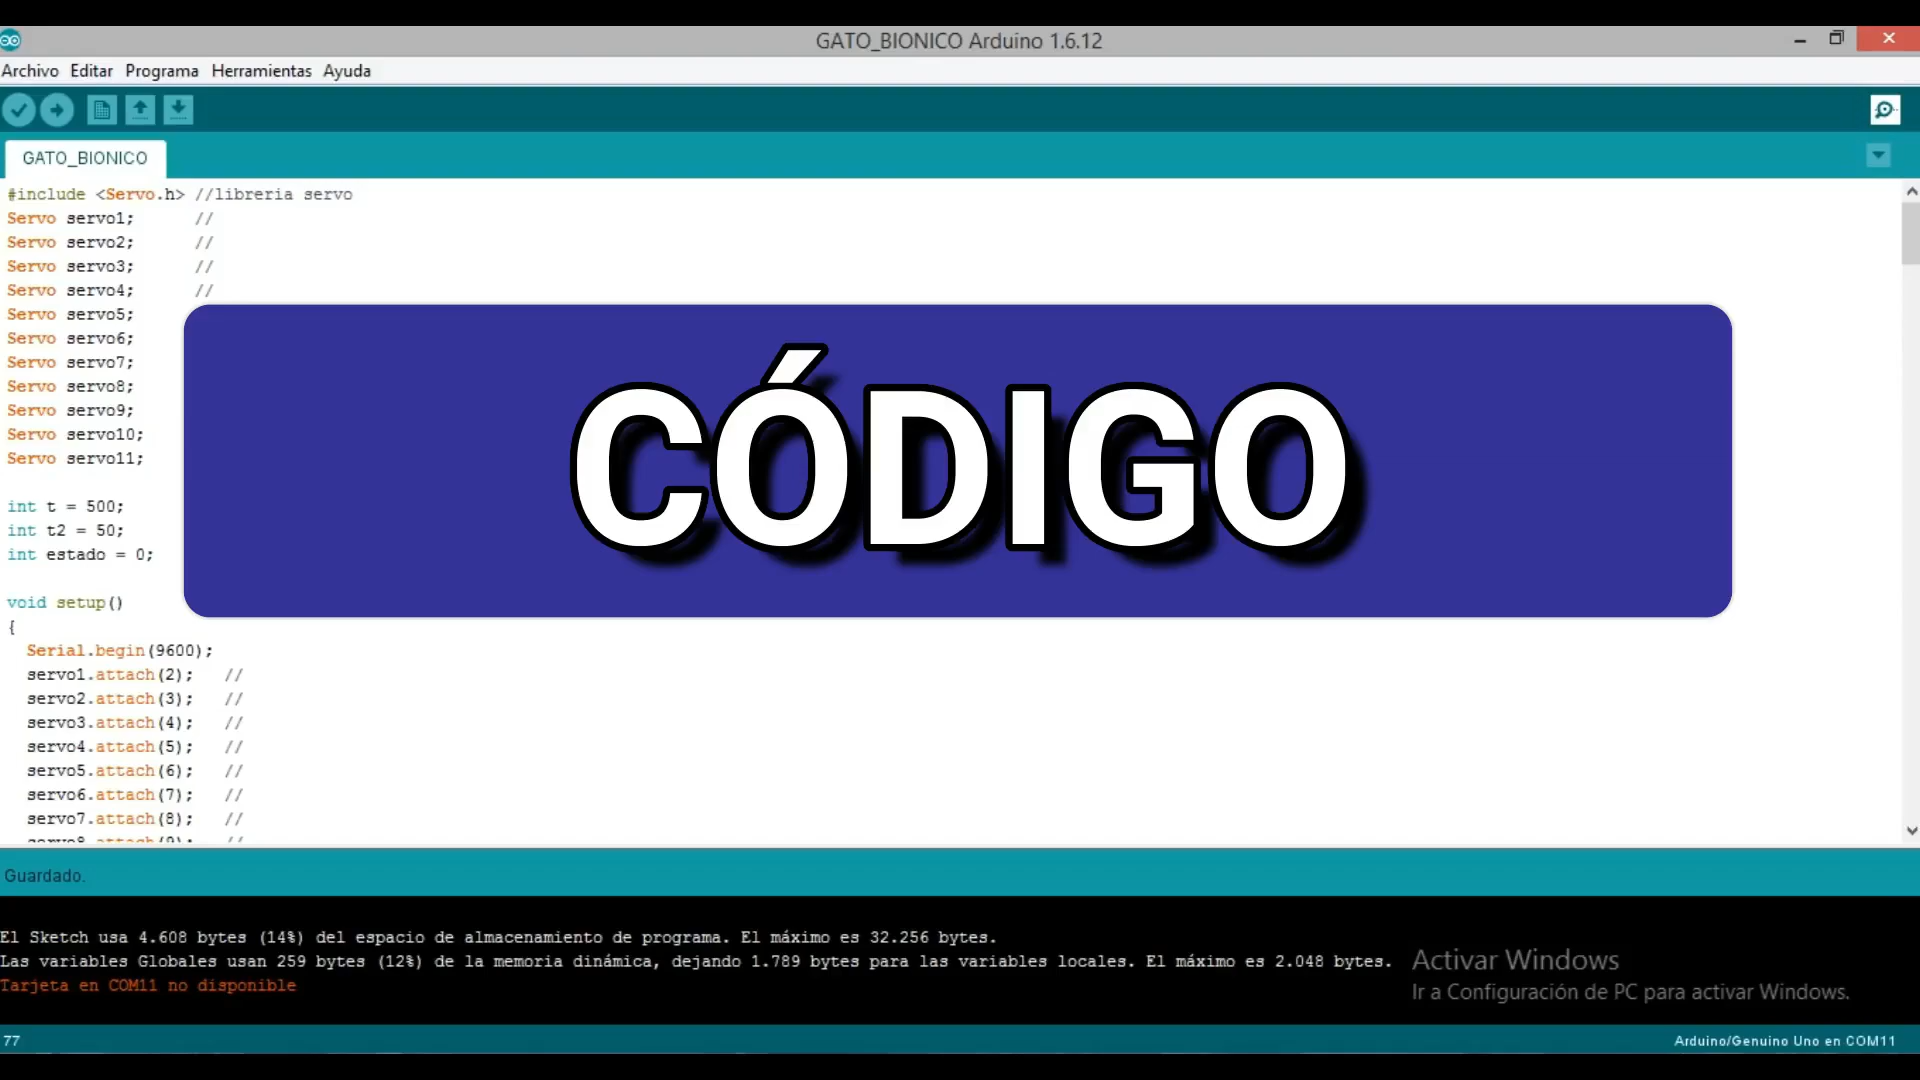 GATO_BIONICO Arduino 1.6.12
Archivo Editar Programa Herramientas Ayuda
GATO_BIONICO
#include <Servo.h> //libreria servo
Servo servo1; //
Servo servo2; //
Servo servo3; //
Servo servo4; //
Servo servo5;
Servo servo6;
Servo servo7;
Servo servo8;
Servo servo9;
Servo servo10;
Servo servo11;
CÓDIGO
int t = 500;
int t2 = 50;
int estado = 0;
void setup()
{
Serial.begin(9600);
servo1.attach(2); //
servo2.attach(3); //
servo3.attach(4); //
servo4.attach(5); //
servo5.attach(6); //
servo6.attach(7); //
servo7.attach(8); //
servo8.attach(9); //
Guardado.
El Sketch usa 4.608 bytes (14%) del espacio de almacenamiento de programa. El máximo es 32.256 bytes.
Las variables Globales usan 259 bytes (12%) de la memoria dinámica, dejando 1.789 bytes para las variables locales. El máximo es 2.048 bytes.
Tarjeta en COM11 no disponible
Activar Windows
Ir a Configuración de PC para activar Windows.
77
Arduino/Genuino Uno en COM11